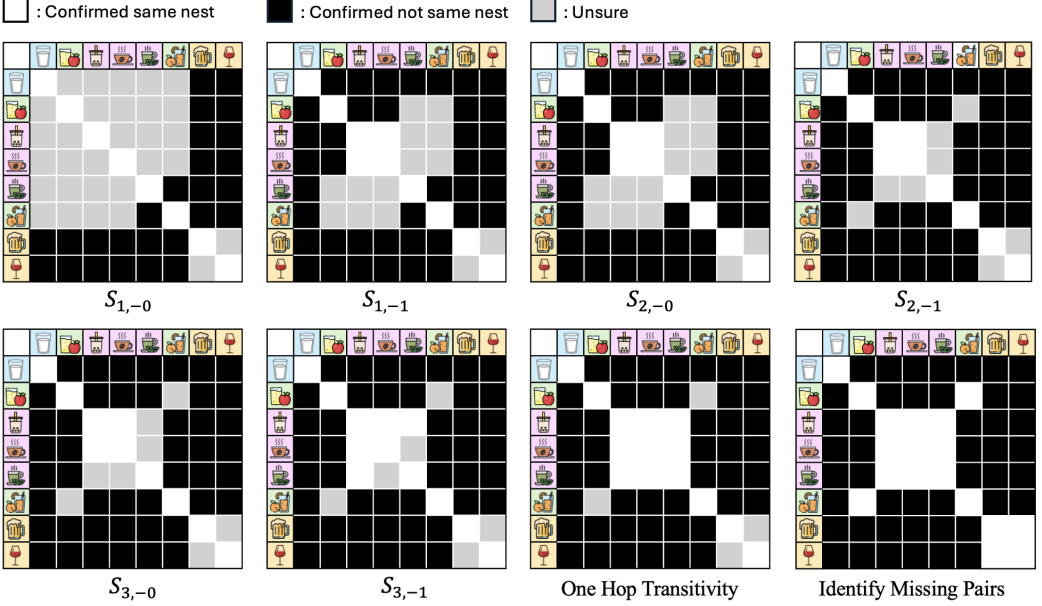 : Confirmed same nest : Confirmed not same nest : Unsure
S₁,₋₀ S₁,₋₁ S₂,₋₀ S₂,₋₁
S₃,₋₀ S₃,₋₁ One Hop Transitivity Identify Missing Pairs